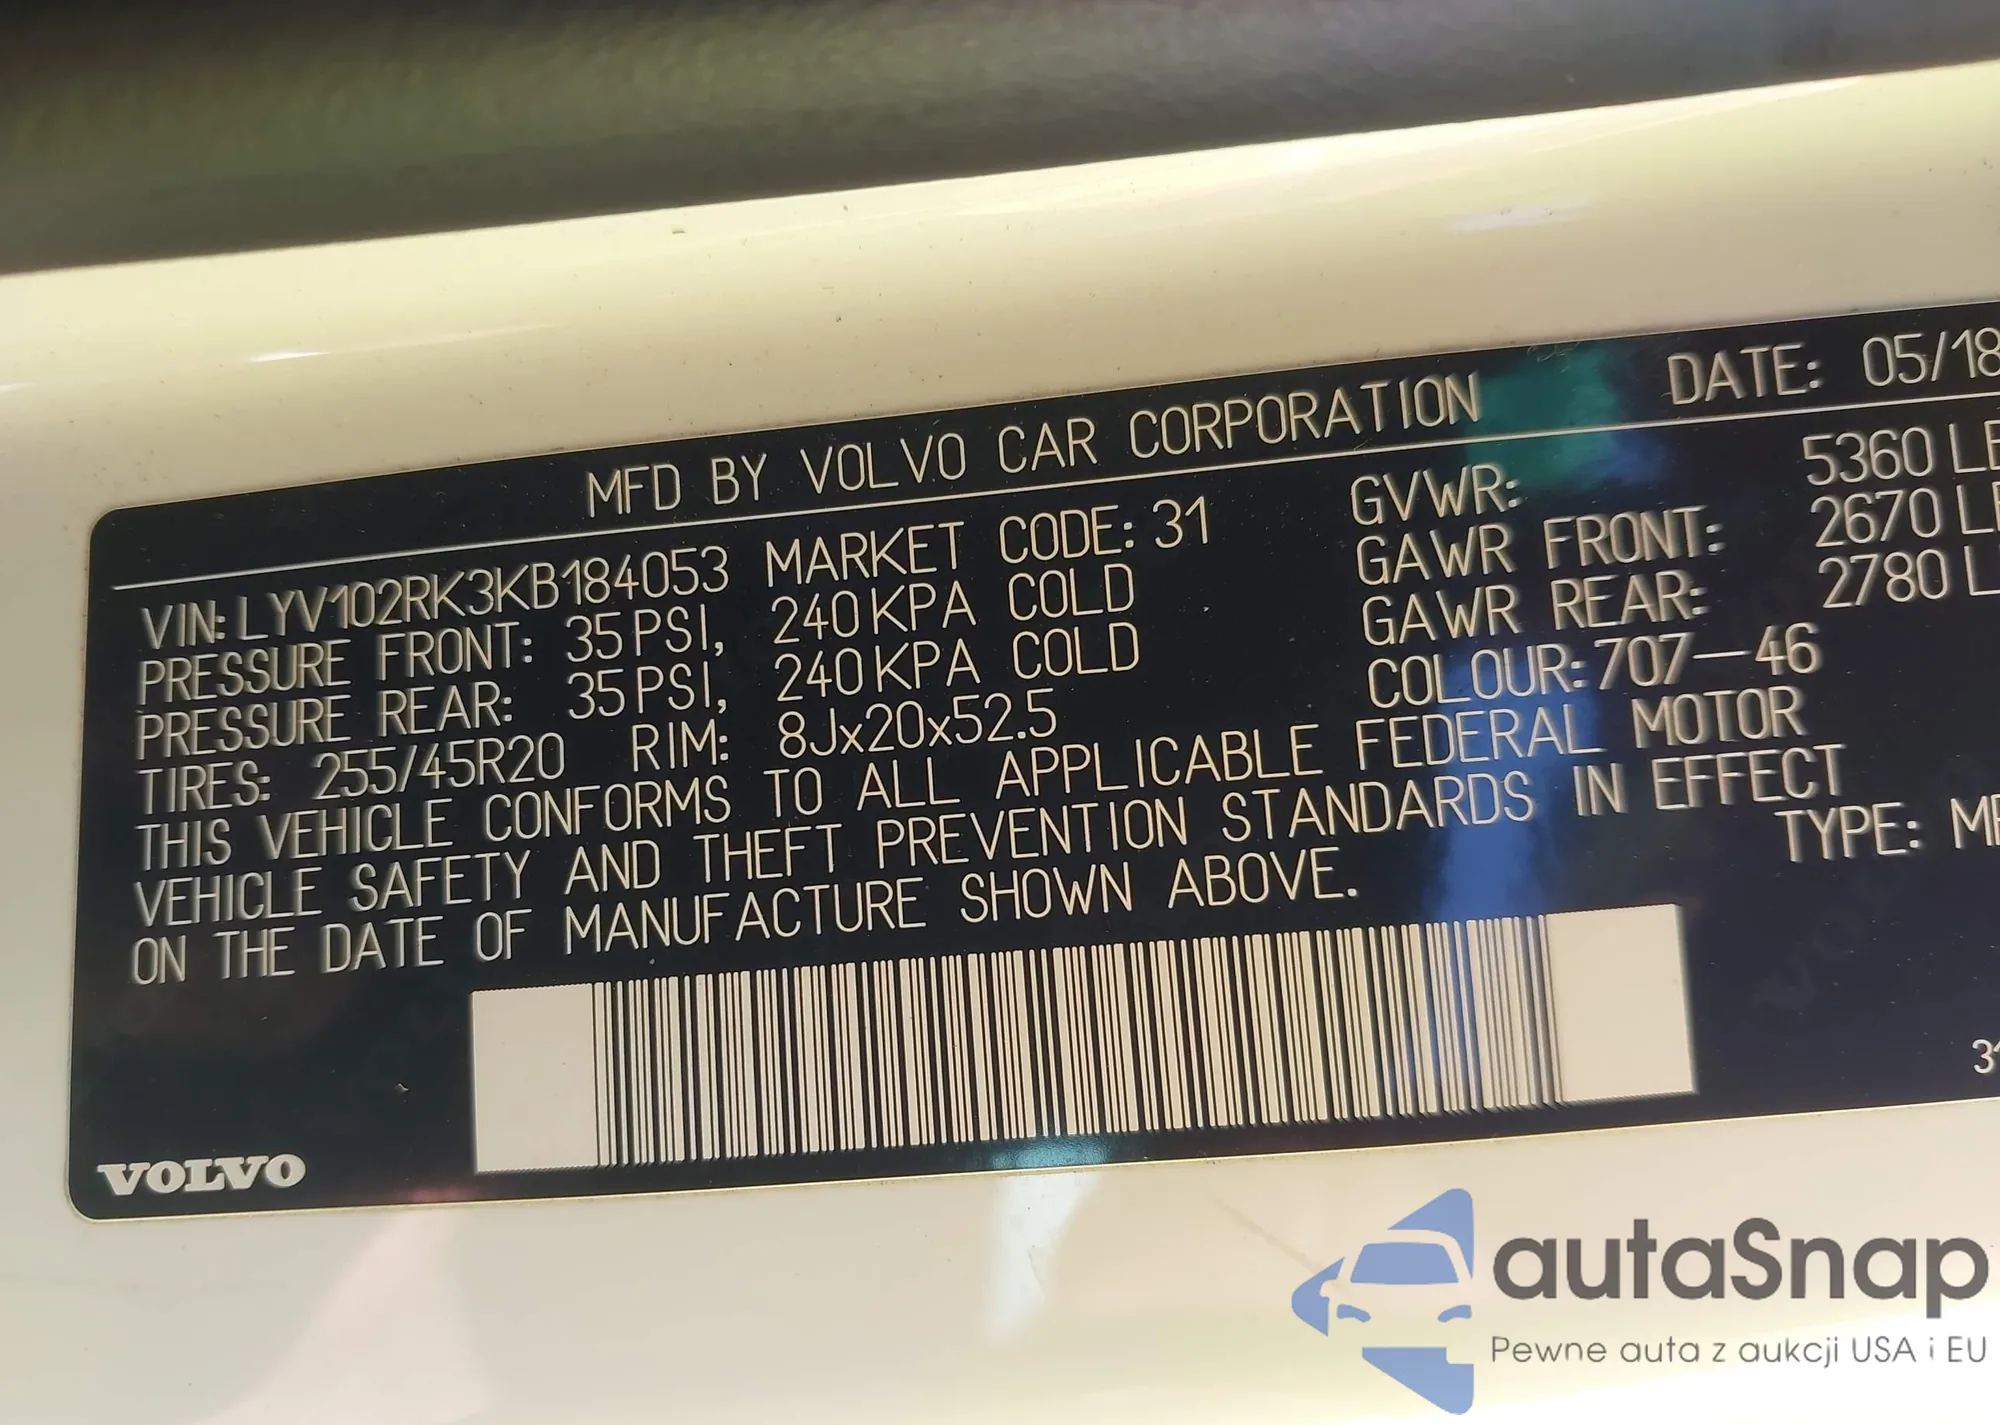 MFD BY VOLVO CAR CORPORATION DATE: 05/18
VIN: LYV102RK3KB184053 MARKET CODE: 31 GVWR: 5360
PRESSURE FRONT: 35 PSI, 240 KPA COLD GAWR FRONT: 2670
PRESSURE REAR: 35 PSI, 240 KPA COLD GAWR REAR: 2780
TIRES: 255/45R20 RIM: 8Jx20x52.5 COLOUR: 707-46
THIS VEHICLE CONFORMS TO ALL APPLICABLE FEDERAL MOTOR
VEHICLE SAFETY AND THEFT PREVENTION STANDARDS IN EFFECT
ON THE DATE OF MANUFACTURE SHOWN ABOVE. TYPE:
VOLVO
autaSnap
Pewne auta z aukcji USA i EU